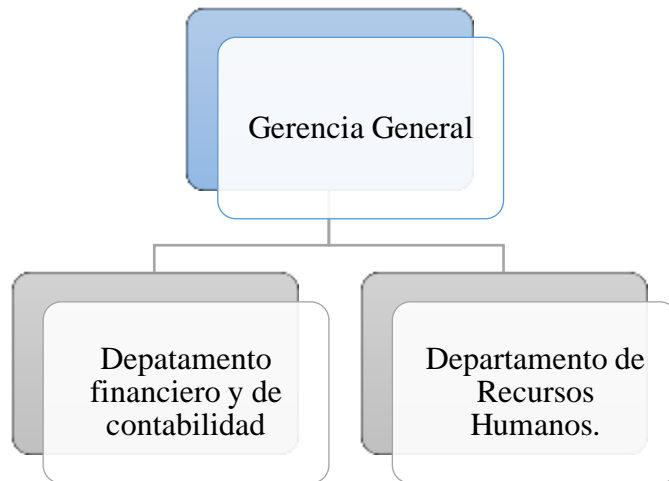 Gerencia General
Depatamento
financiero y de
contabilidad
Departamento de
Recursos
Humanos.